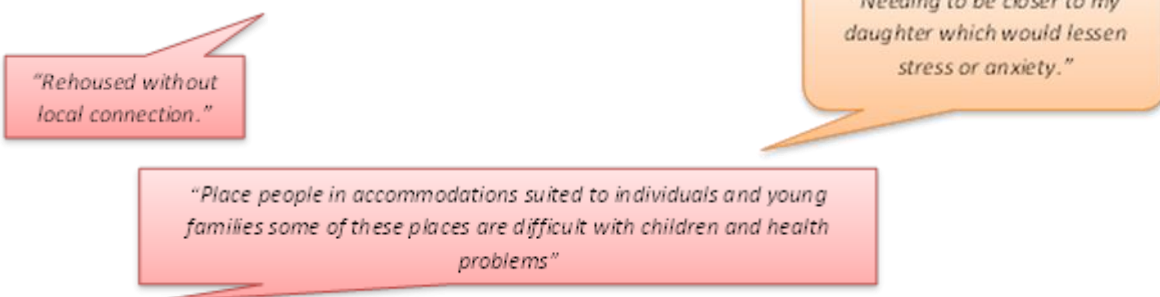 “Needing to be closer to my
daughter which would lessen
stress or anxiety.”
“Rehoused without
local connection.”
“Place people in accommodations suited to individuals and young
families some of these places are difficult with children and health
problems”